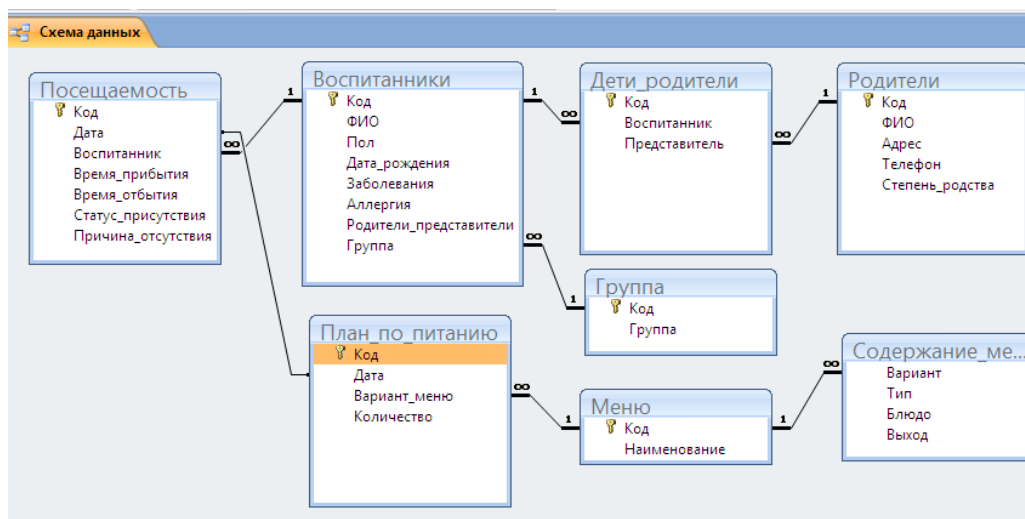 Схема данных
Посещаемость
Код
Дата
Воспитанник
Время_прибытия
Время_отбытия
Статус_присутствия
Причина_отсутствия
Воспитанники
Код
ФИО
Пол
Дата_рождения
Заболевания
Аллергия
Родители_представители
Группа
Дети_родители
Код
Воспитанник
Представитель
Родители
Код
ФИО
Адрес
Телефон
Степень_родства
Группа
Код
Группа
План_по_питанию
Код
Дата
Вариант_меню
Количество
Меню
Код
Наименование
Содержание_ме...
Вариант
Тип
Блюдо
Выход
1
∞
1
∞
1
∞
∞
1
∞
1
1
∞